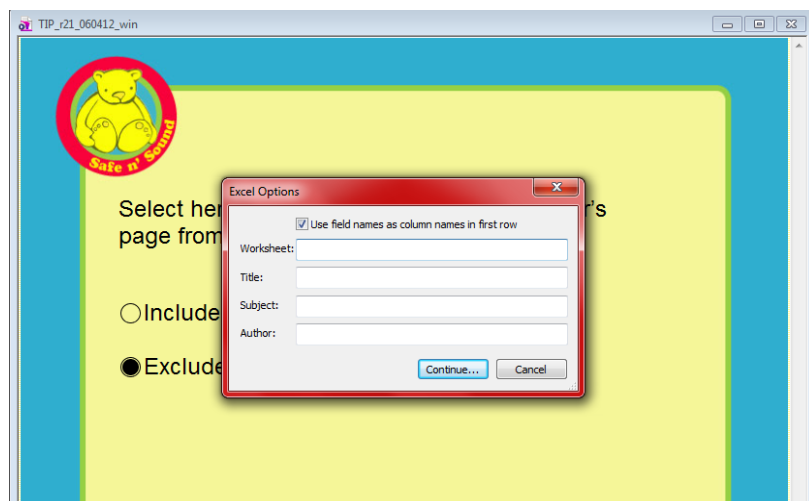 TIP_r21_060412_win
Safe n' Sound
Excel Options
Select her
r's
Use field names as column names in first row
page from
Worksheet:
Title:
Subject:
Include
Author:
Exclude
Continue...
Cancel